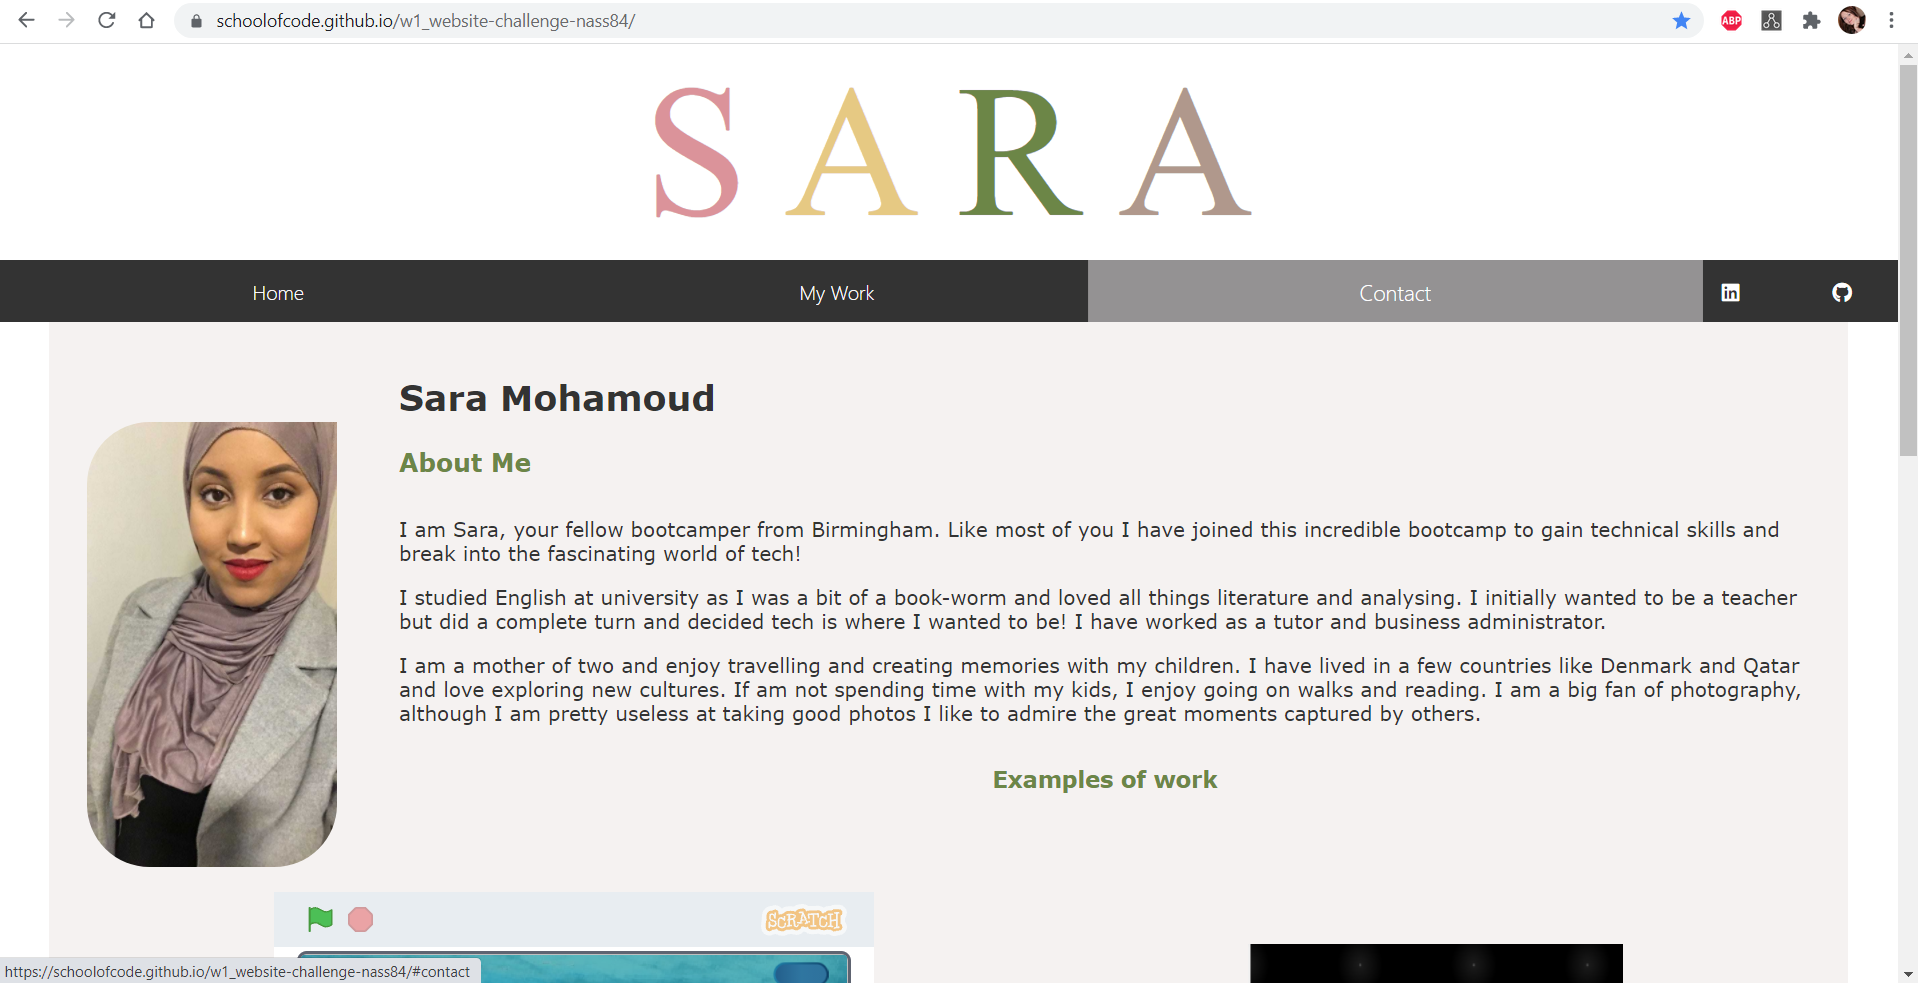 schoolofcode.github.io/w1_website-challenge-nass84/
ABP
SARA
Home
My Work
Contact
in
Sara Mohamoud
About Me
I am Sara, your fellow bootcamper from Birmingham. Like most of you I have joined this incredible bootcamp to gain technical skills and
break into the fascinating world of tech!
I studied English at university as I was a bit of a book-worm and loved all things literature and analysing. I initially wanted to be a teacher
but did a complete turn and decided tech is where I wanted to be! I have worked as a tutor and business administrator.
I am a mother of two and enjoy travelling and creating memories with my children. I have lived in a few countries like Denmark and Qatar
and love exploring new cultures. If am not spending time with my kids, I enjoy going on walks and reading. I am a big fan of photography,
although I am pretty useless at taking good photos I like to admire the great moments captured by others.
Examples of work
SCRATCH
https://schoolofcode.github.io/w1_website-challenge-nass84/#contact